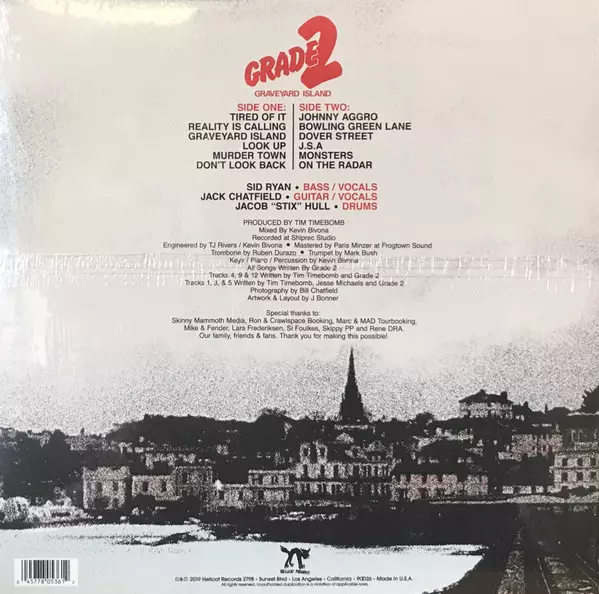 GRADE 2
GRAVEYARD ISLAND
SIDE ONE:
TIRED OF IT
REALITY IS CALLING
GRAVEYARD ISLAND
LOOK UP
MURDER TOWN
DON'T LOOK BACK
SIDE TWO:
JOHNNY AGGRO
BOWLING GREEN LANE
DOVER STREET
J.S.A
MONSTERS
ON THE RADAR
SID RYAN • BASS / VOCALS
JACK CHATFIELD • GUITAR / VOCALS
JACOB "STIX" HULL • DRUMS
PRODUCED BY TIM TIMEBOMB
Mixed By Kevin Bivona
Recorded at Shiprec Studio
Engineered by TJ Rivers / Kevin Bivona • Mastered by Paris Minzer at Frogtown Sound
Trombone by Ruben Durazo • Trumpet by Mark Bush
Keys / Piano / Percussion by Kevin Bivona
All Songs Written By Grade 2
Tracks 4, 9 & 12 Written by Tim Timebomb and Grade 2
Tracks 1, 3, & 5 Written by Tim Timebomb, Jesse Michaels and Grade 2
Photography by Bill Chatfield
Artwork & Layout by J Bonner
Special thanks to:
Skinny Mammoth Media, Ron & Crawlspace Booking, Marc & MAD Tourbooking,
Mike & Fender, Lars Frederiksen, Si Foulkes, Skippy PP and Rene DRA.
Our family, friends & fans. Thank you for making this possible!
HELLCAT RECORDS
©&℗ 2019 Hellcat Records 2798 - Sunset Blvd - Los Angeles - California - 90026 - Made in U.S.A.
All rights reserved. Unauthorized duplication is a violation of applicable laws.
45778"05361